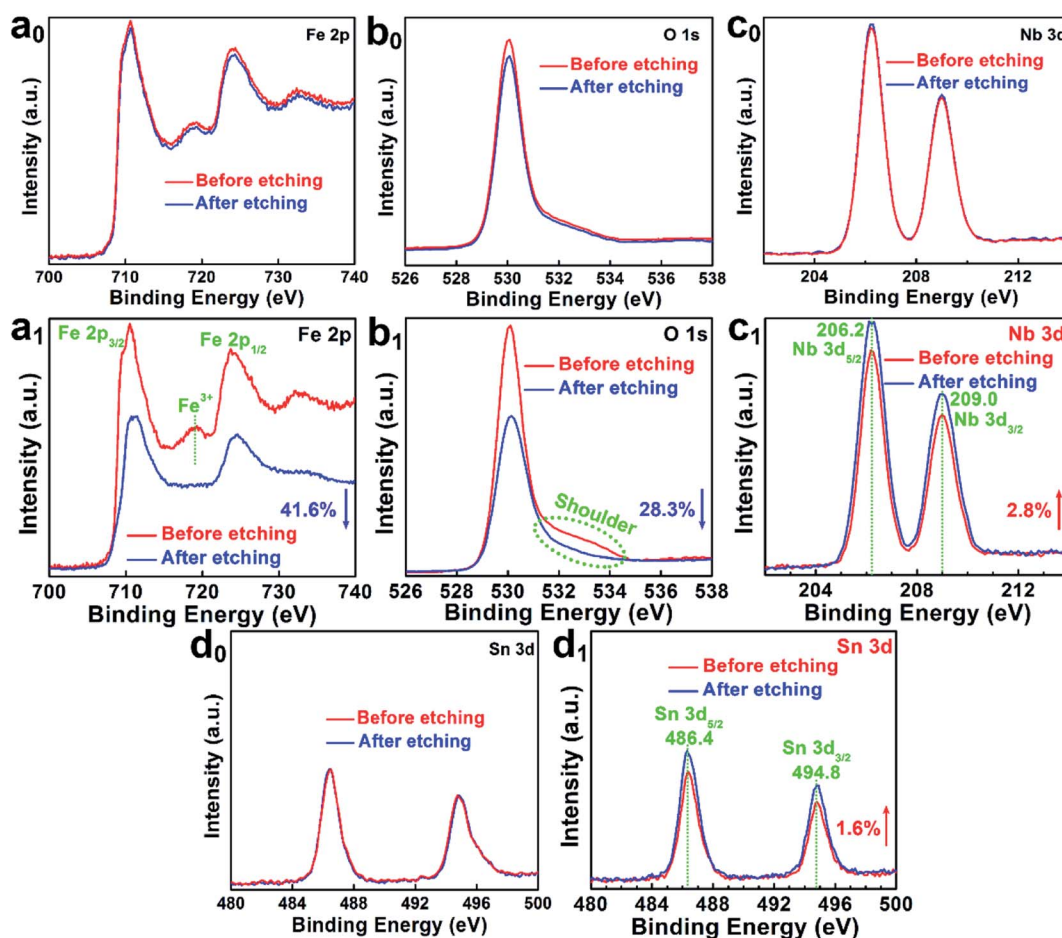 a0
Fe 2p
Before etching
After etching
Intensity (a.u.)
700 710 720 730 740
Binding Energy (eV)
b0
O 1s
Before etching
After etching
Intensity (a.u.)
526 528 530 532 534 536 538
Binding Energy (eV)
c0
Nb 3d
Before etching
After etching
Intensity (a.u.)
204 208 212
Binding Energy (eV)
a1
Fe 2p3/2
Fe 2p
Fe 2p1/2
Fe3+
41.6%
Before etching
After etching
Intensity (a.u.)
700 710 720 730 740
Binding Energy (eV)
b1
O 1s
Before etching
After etching
Shoulder
28.3%
Intensity (a.u.)
526 528 530 532 534 536 538
Binding Energy (eV)
c1
206.2
Nb 3d
Nb 3d5/2
Before etching
After etching
209.0
Nb 3d3/2
2.8%
Intensity (a.u.)
204 208 212
Binding Energy (eV)
d0
Sn 3d
Before etching
After etching
Intensity (a.u.)
480 484 488 492 496 500
Binding Energy (eV)
d1
Sn 3d
Before etching
After etching
Sn 3d5/2
486.4
Sn 3d3/2
494.8
1.6%
Intensity (a.u.)
480 484 488 492 496 500
Binding Energy (eV)